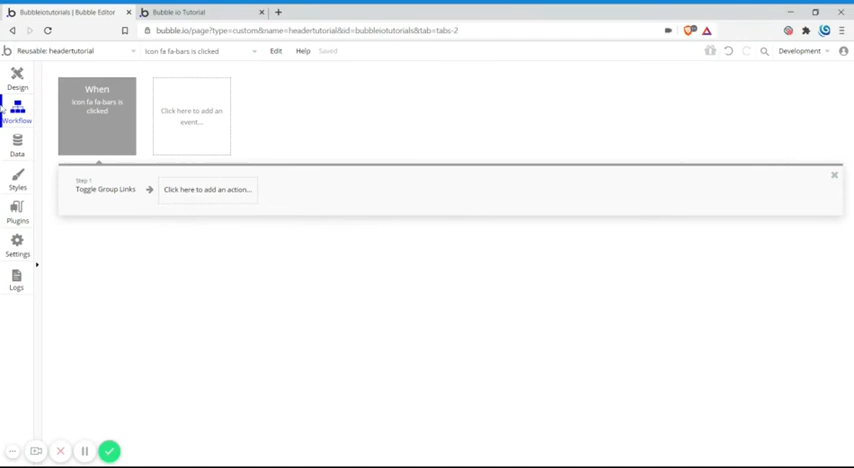 Bubbleiotutorials | Bubble Editor
Bubble io Tutorial
bubble.io/page?type=custom&name=headertutorial&id=bubbleiotutorials&tab=tabs-2
Reusable: headertutorial
Icon fa fa-bars is clicked
Edit
Help
Saved
Development
Design
Workflow
Data
Styles
Plugins
Settings
Logs
When
Icon fa fa-bars is
clicked
Click here to add an
event...
Step 1
Toggle Group Links
Click here to add an action...